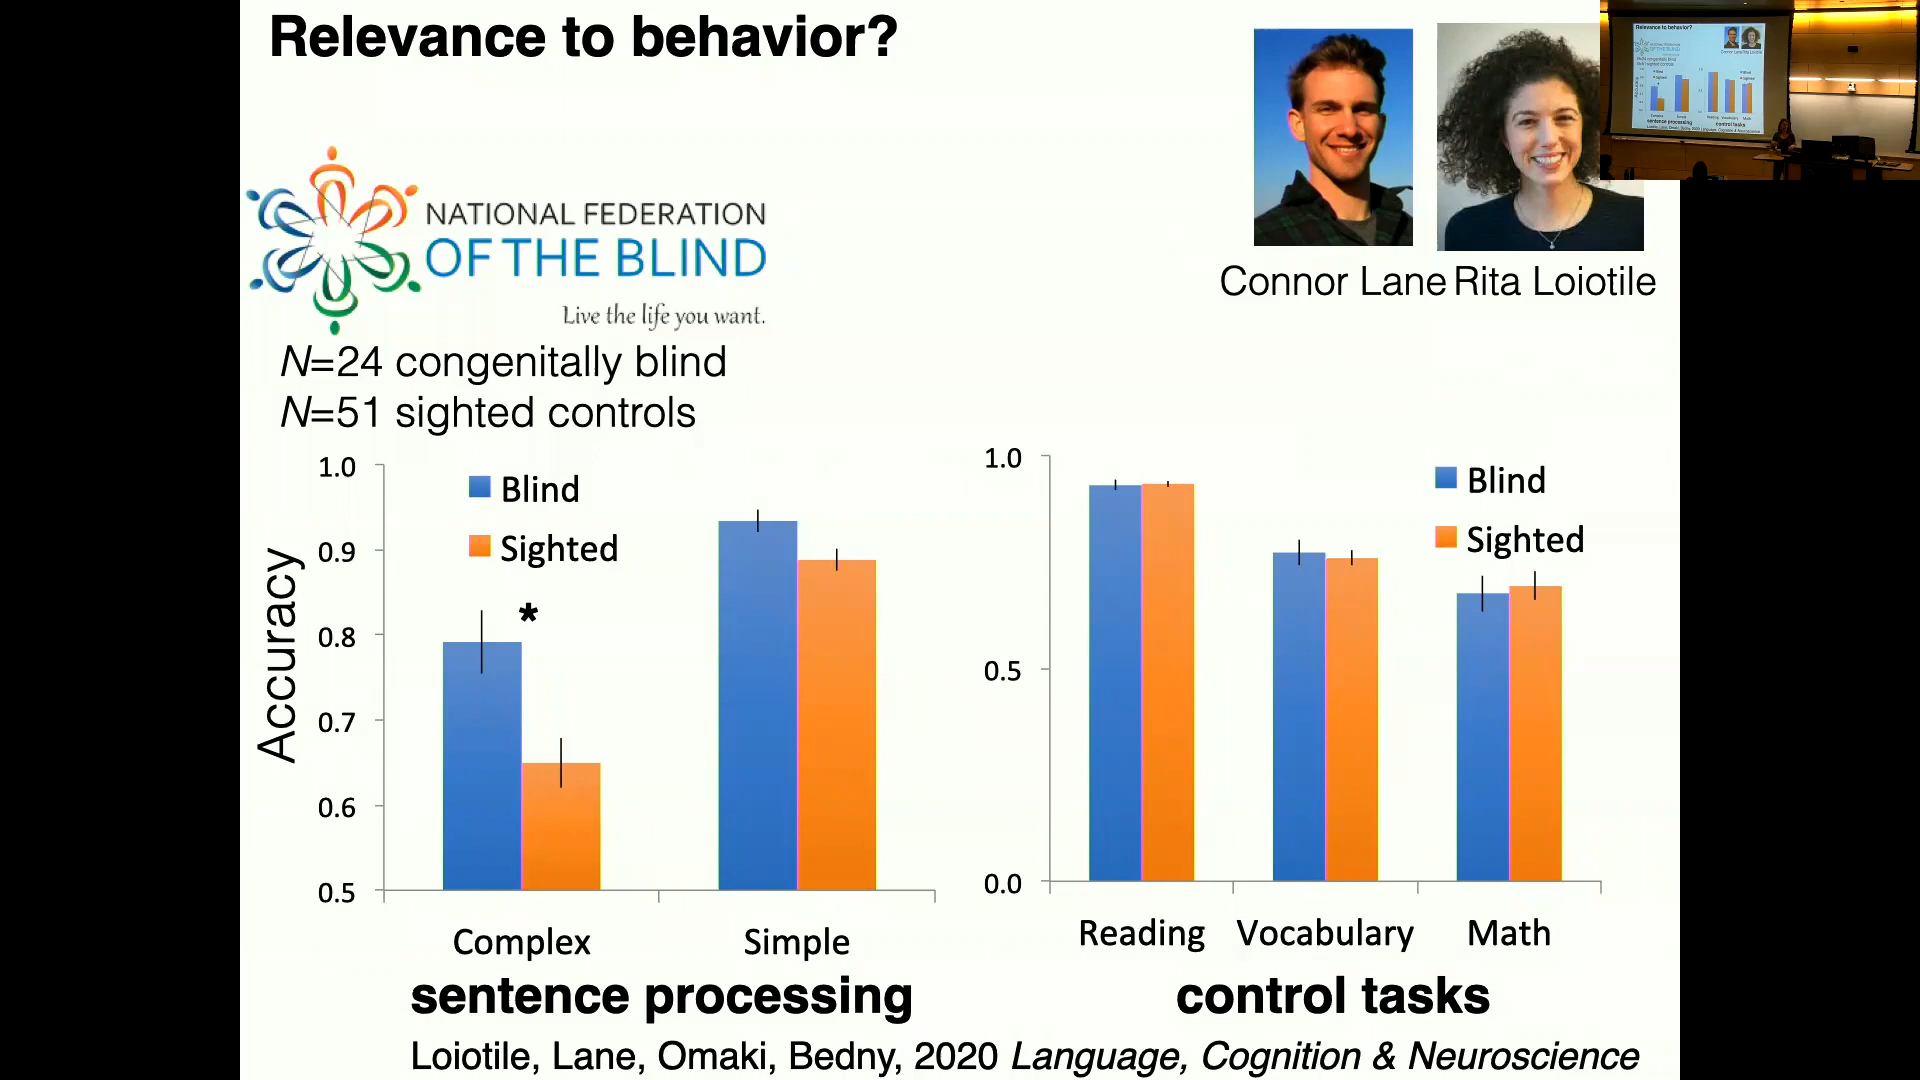 Relevance to behavior?
NATIONAL FEDERATION
OF THE BLIND
Live the life you want.
Connor Lane Rita Loiotile
N=24 congenitally blind
N=51 sighted controls
Accuracy
1.0
0.9
0.8
0.7
0.6
0.5
Blind
Sighted
*
Complex
Simple
sentence processing
1.0
0.5
0.0
Blind
Sighted
Reading
Vocabulary
Math
control tasks
Loiotile, Lane, Omaki, Bedny, 2020 Language, Cognition & Neuroscience
Relevance to behavior?